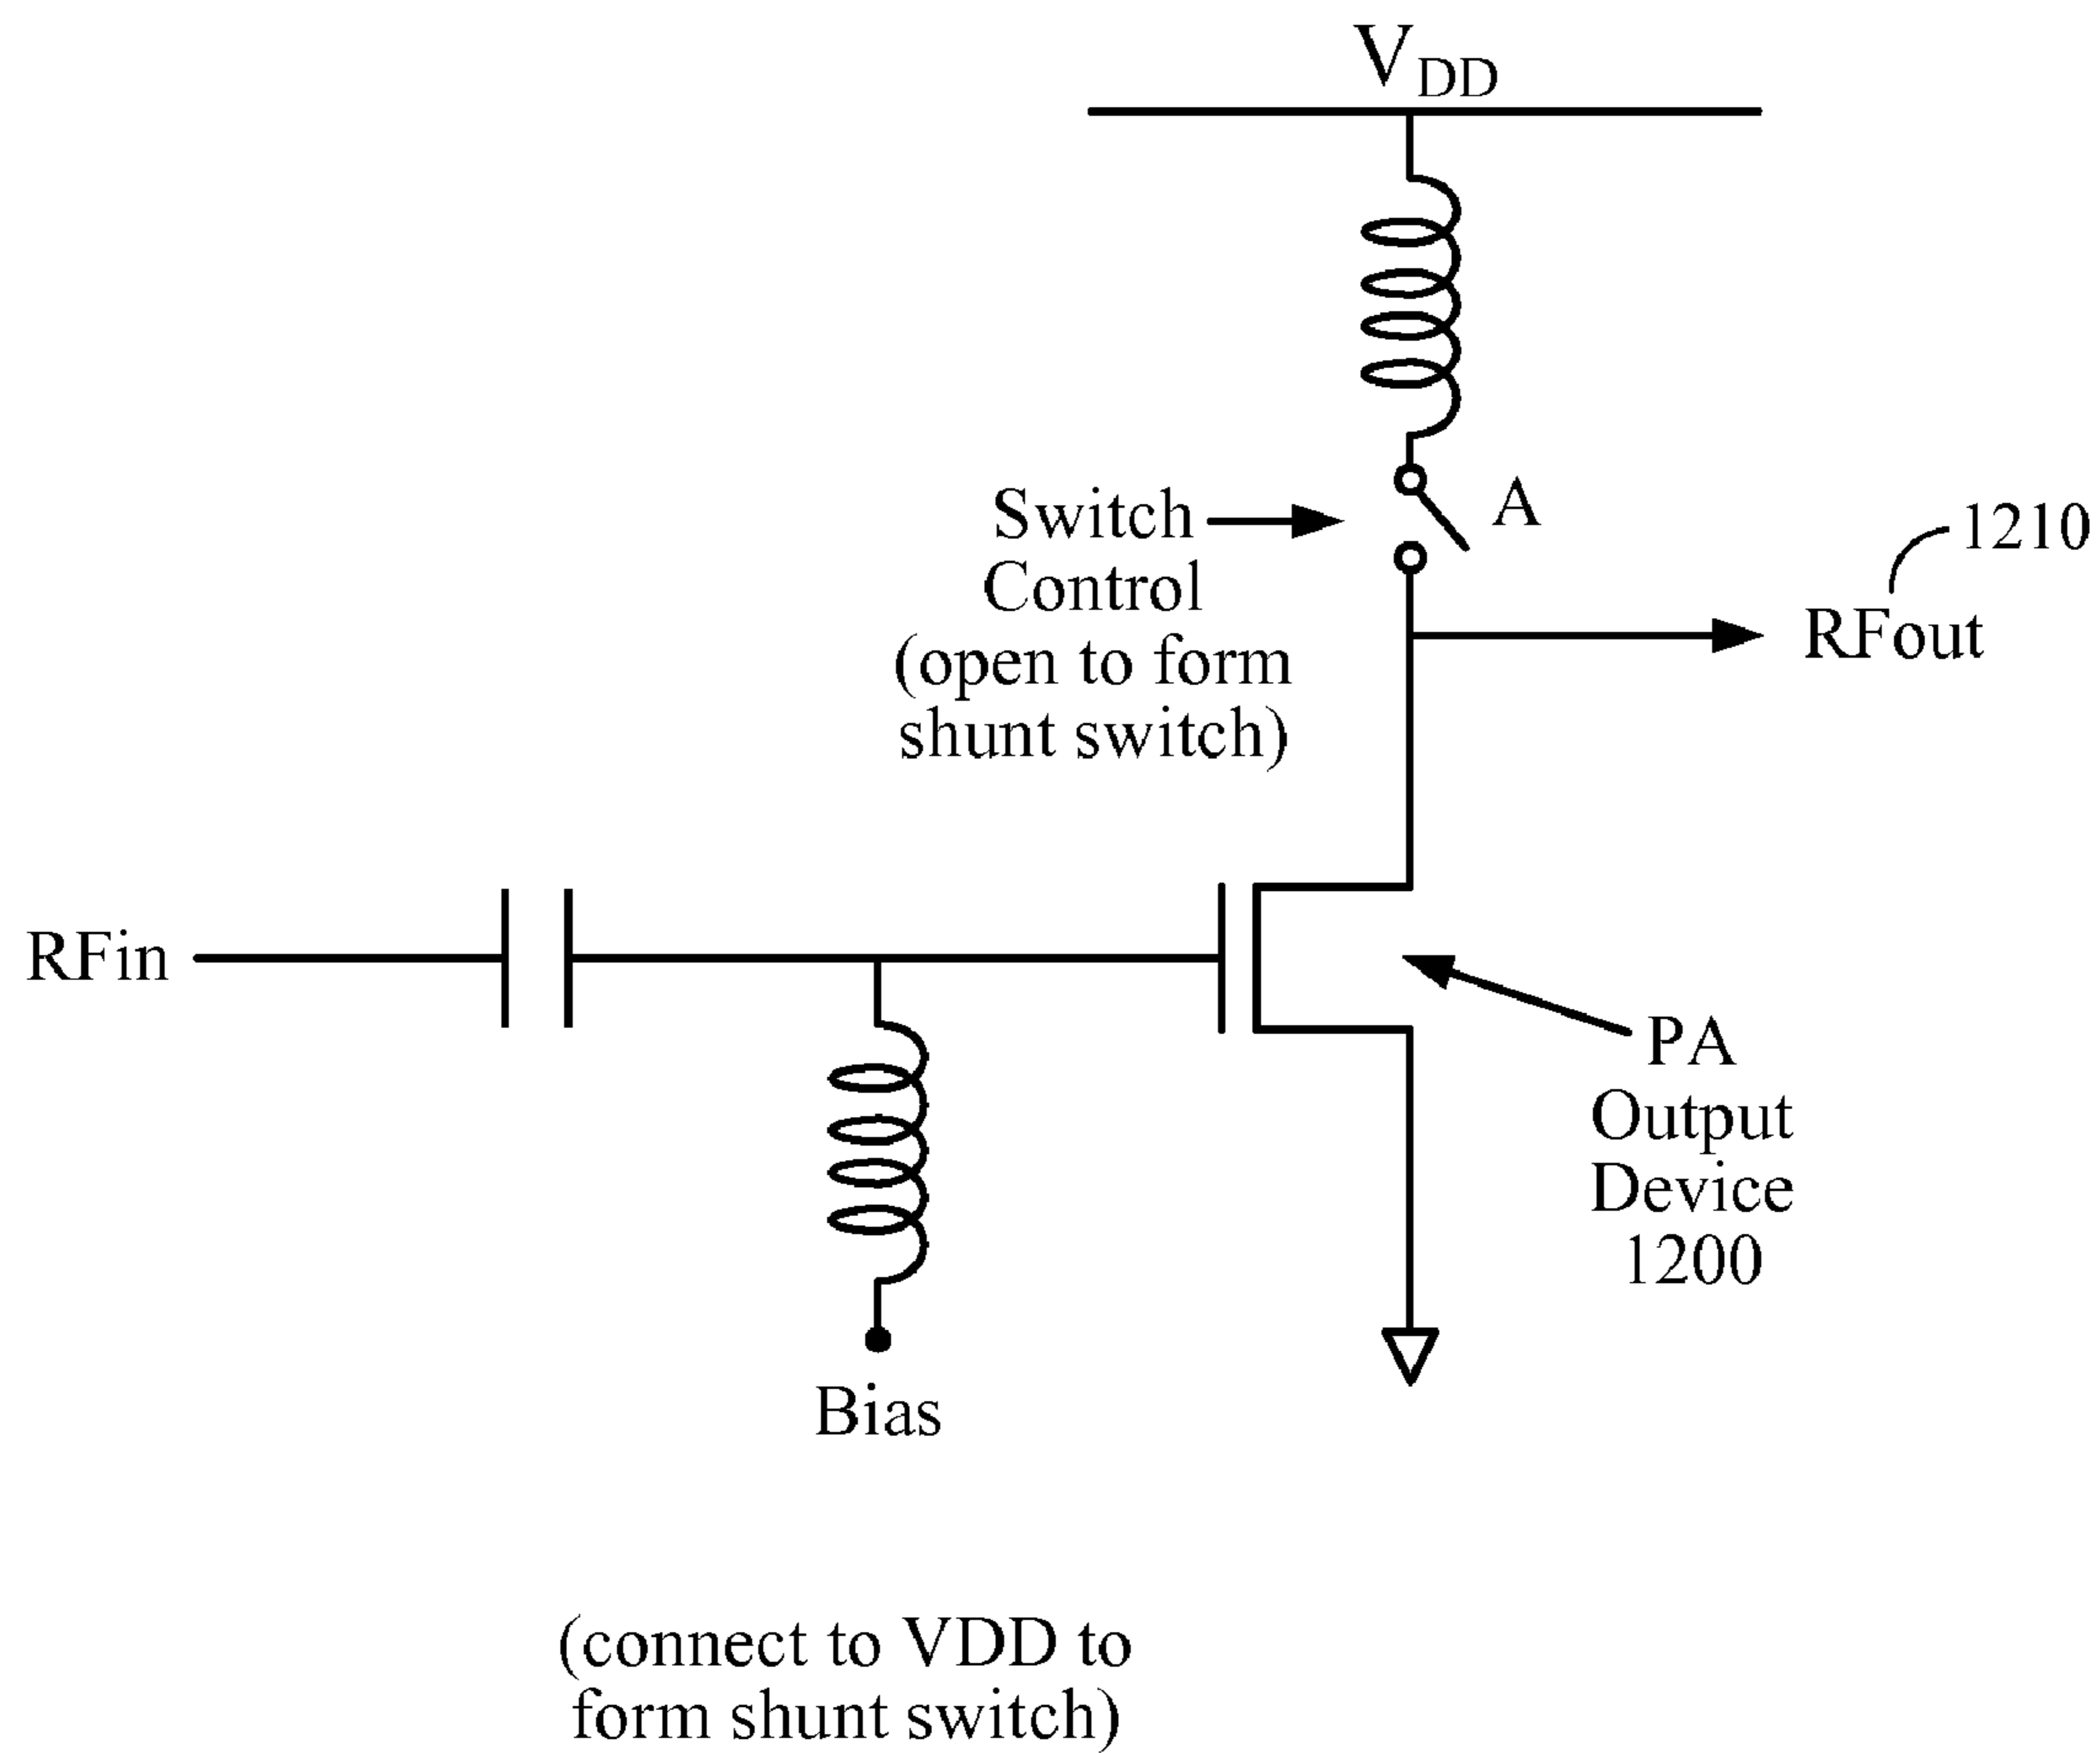 VDD
Switch
Control
(open to form
shunt switch)
A
1210
RFout
RFin
PA
Output
Device
1200
Bias
(connect to VDD to
form shunt switch)